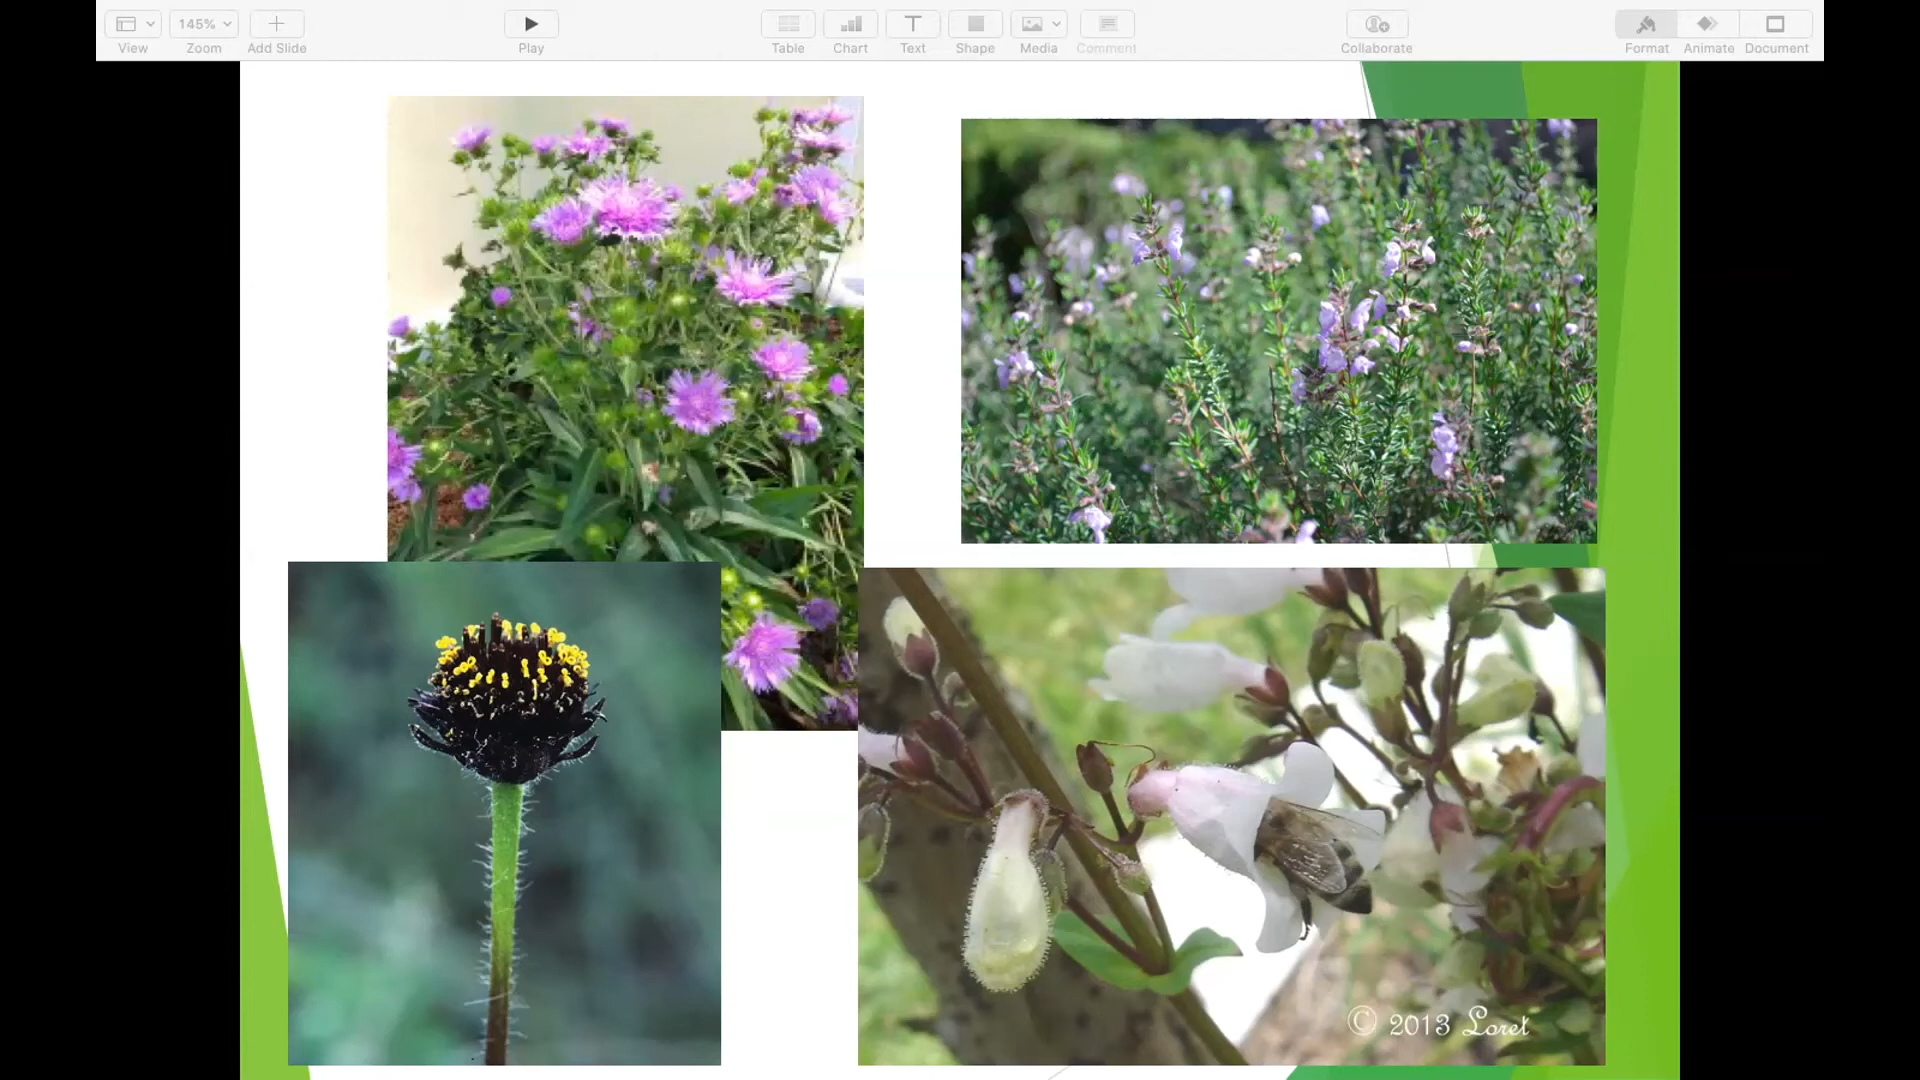 145%
View Zoom Add Slide Play Table Chart Text Shape Media Comment Collaborate Format Animate Document
© 2013 Loret